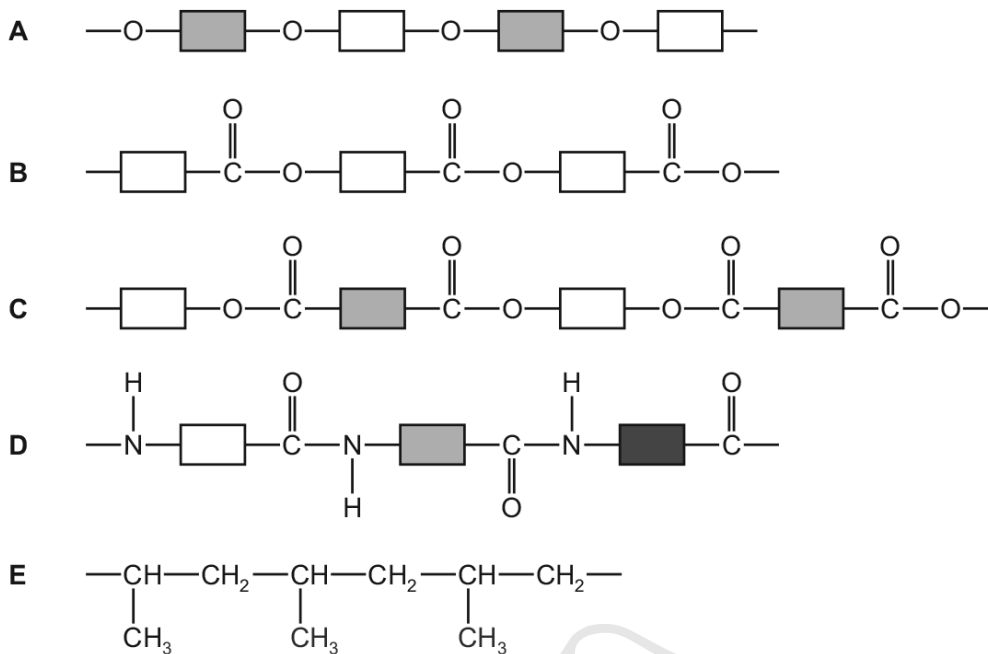 A O O O O
O O O
B C O C O C O
O O O O
C O C C O O C C O
H O H O
D N C N C N C
H O
E CH CH₂ CH CH₂ CH CH₂
CH₃ CH₃ CH₃